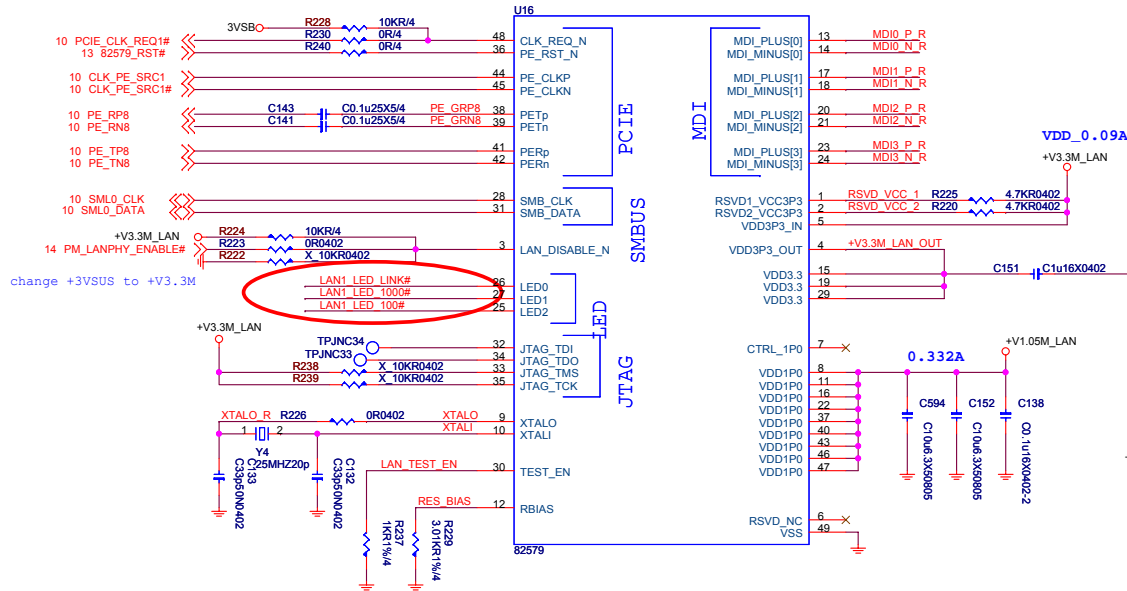 U16
3VSB R228 10KR/4
10 PCIE_CLK_REQ1# R230 0R/4 48 CLK_REQ_N MDI_PLUS[0] 13 MDI0_P_R
13 82579_RST# R240 0R/4 36 PE_RST_N MDI_MINUS[0] 14 MDI0_N_R
10 CLK_PE_SRC1 44 PE_CLKP MDI_PLUS[1] 17 MDI1_P_R
10 CLK_PE_SRC1# 45 PE_CLKN MDI_MINUS[1] 18 MDI1_N_R
10 PE_RP8 C143 C0.1u25X5/4 PE_GRP8 38 PETp MDI_PLUS[2] 20 MDI2_P_R
10 PE_RN8 C141 C0.1u25X5/4 PE_GRN8 39 PETn MDI_MINUS[2] 21 MDI2_N_R
PCIE
MDI
10 PE_TP8 41 PERp MDI_PLUS[3] 23 MDI3_P_R
10 PE_TN8 42 PERn MDI_MINUS[3] 24 MDI3_N_R
VDD_0.09A
+V3.3M_LAN
10 SML0_CLK 28 SMB_CLK RSVD1_VCC3P3 1 RSVD_VCC_1 R225 4.7KR0402
10 SML0_DATA 31 SMB_DATA RSVD2_VCC3P3 2 RSVD_VCC_2 R220 4.7KR0402
SMBUS
VDD3P3_IN 5
+V3.3M_LAN R224 10KR/4
14 PM_LANPHY_ENABLE# R223 0R0402 3 LAN_DISABLE_N VDD3P3_OUT 4 +V3.3M_LAN_OUT
R222 X_10KR0402
change +3VSUS to +V3.3M
VDD3.3 15 C151 C1u16X0402
LAN1_LED_LINK# 26 LED0 VDD3.3 19
LAN1_LED_1000# 27 LED1 VDD3.3 29
LAN1_LED_100# 25 LED2
LED
+V3.3M_LAN
TPJNC34 32 JTAG_TDI CTRL_1P0 7
TPJNC33 34 JTAG_TDO
R238 X_10KR0402 33 JTAG_TMS
R239 X_10KR0402 35 JTAG_TCK
JTAG
0.332A
+V1.05M_LAN
VDD1P0 8
VDD1P0 11
VDD1P0 16
VDD1P0 22
VDD1P0 37
VDD1P0 40
VDD1P0 43
VDD1P0 46
VDD1P0 47
C594 C10u6.3X50805
C152 C10u6.3X50805
C138 C0.1u16X0402-2
XTALO_R R226 0R0402 XTALO 9 XTALO
1 2 XTALI 10 XTALI
Y4
25MHZ20p
C133 C33p50N0402
C132 C33p50N0402
LAN_TEST_EN 30 TEST_EN
RES_BIAS 12 RBIAS
R237 1KR1%/4
R229 3.01KR1%/4
RSVD_NC 6
VSS 49
82579